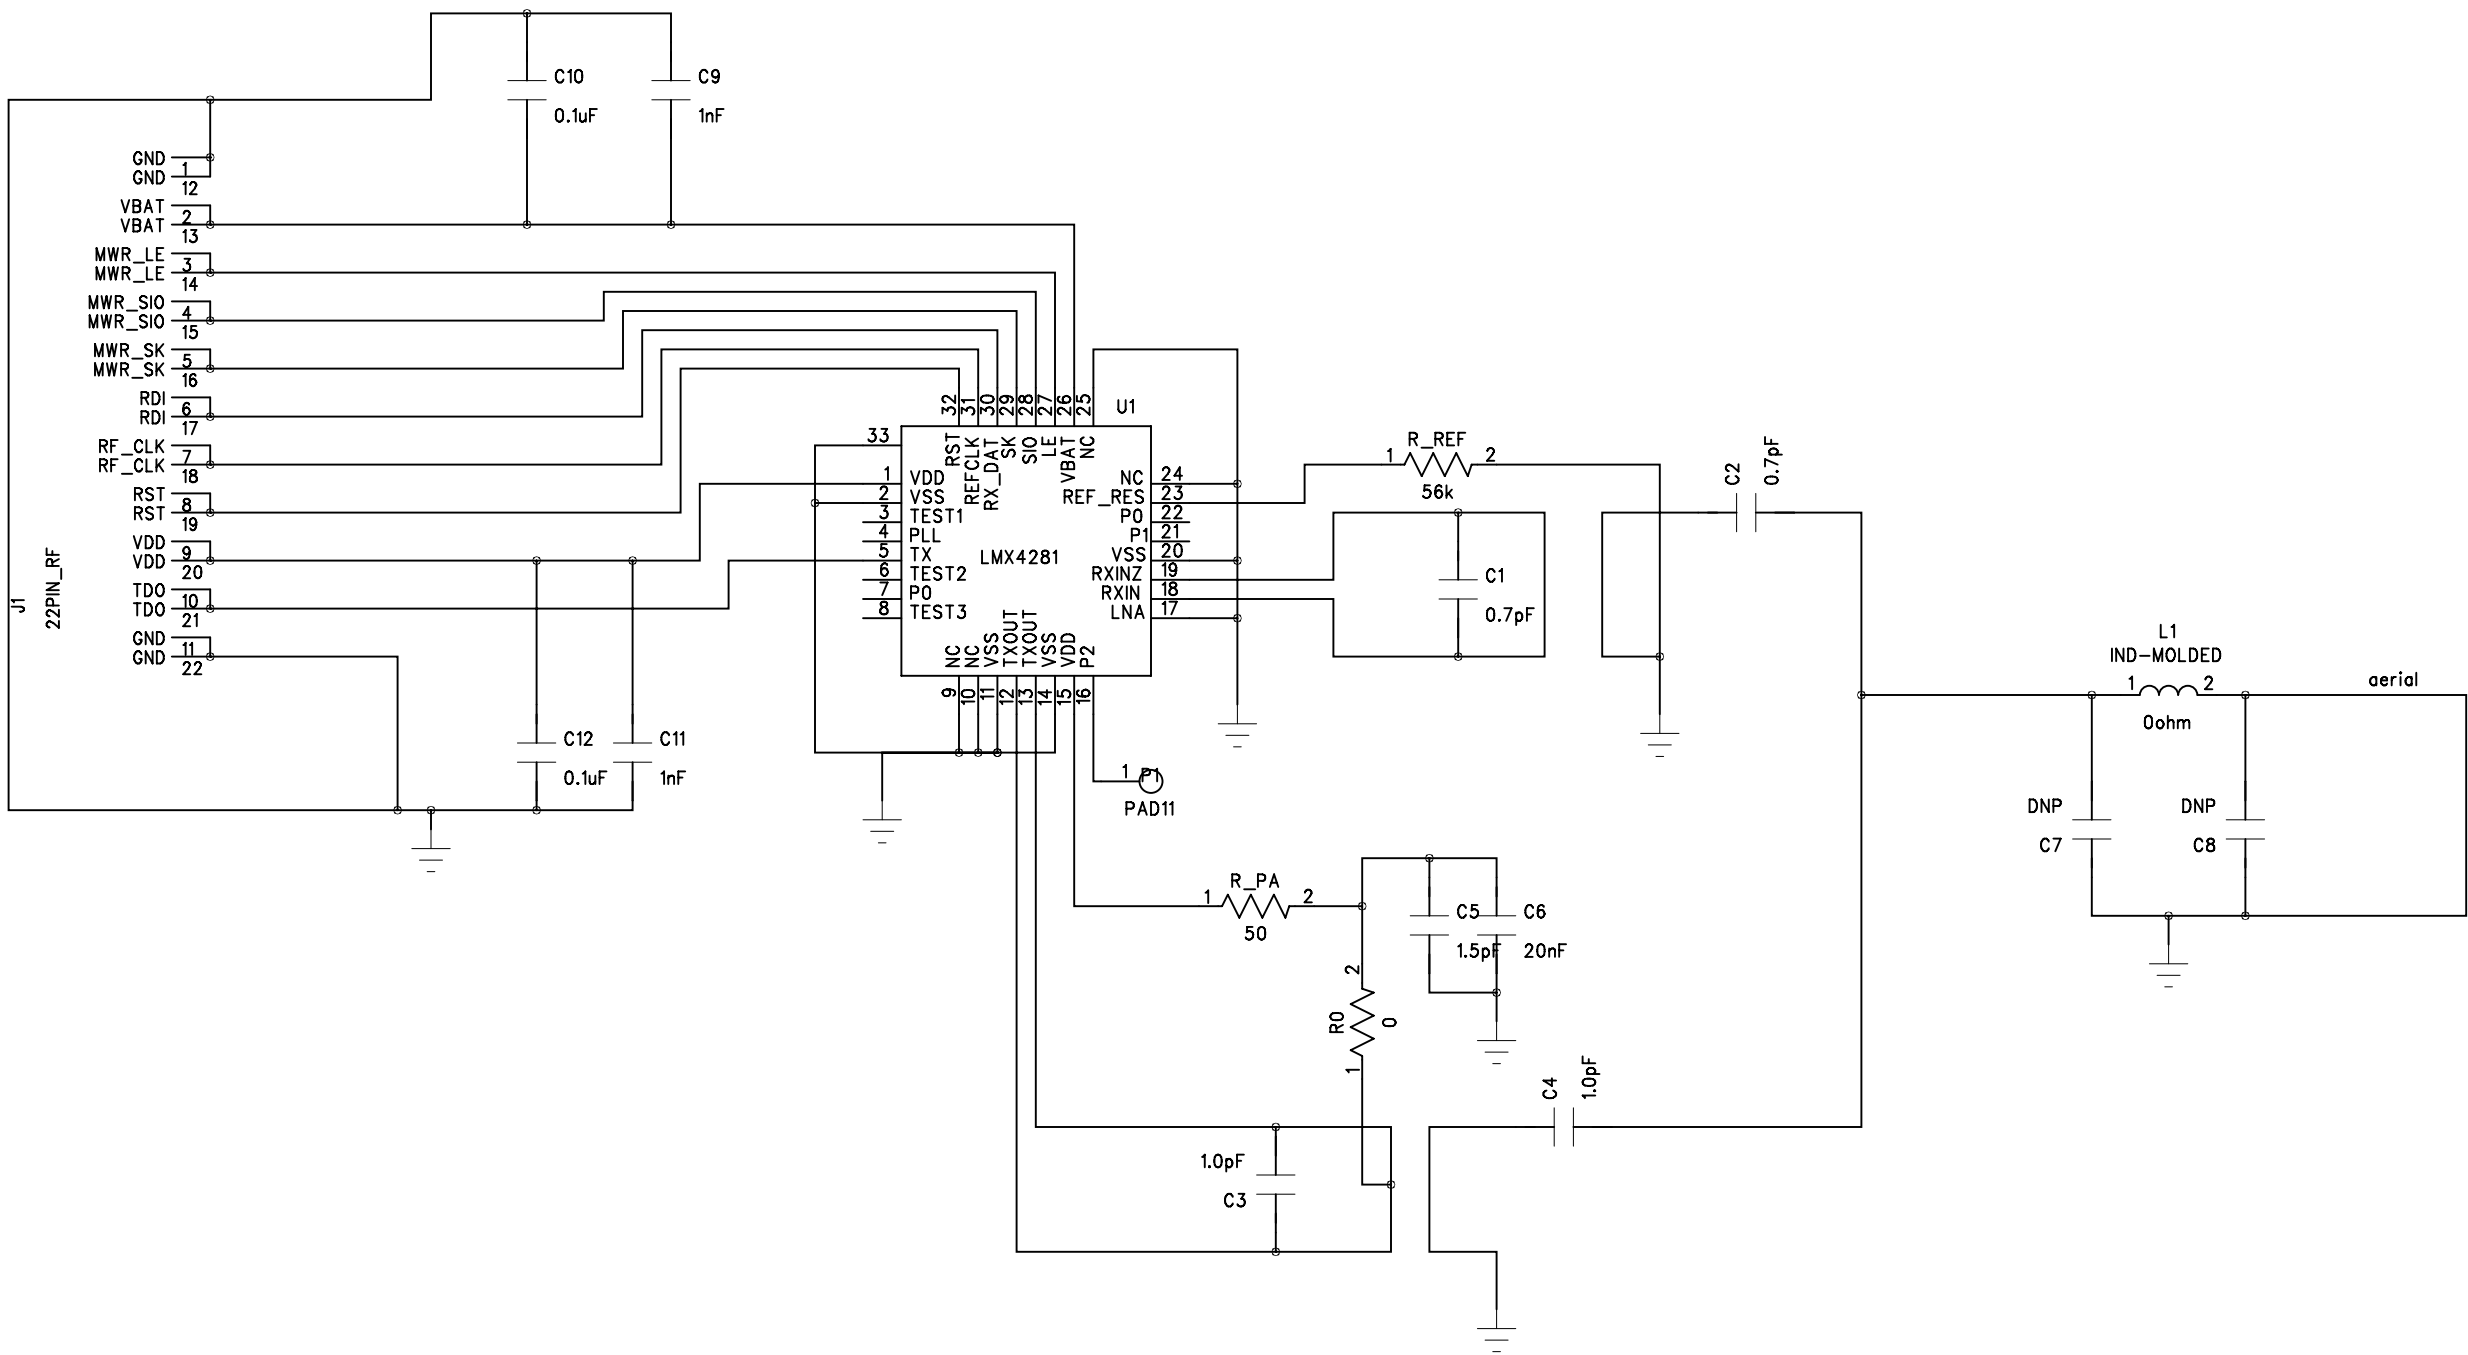 C10
0.1uF
C9
1nF
GND
1
GND
12
VBAT
2
VBAT
13
MWR_LE
3
MWR_LE
14
MWR_SIO
4
MWR_SIO
15
MWR_SK
5
MWR_SK
16
RDI
6
RDI
17
RF_CLK
7
RF_CLK
18
RST
8
RST
19
VDD
9
VDD
20
TDO
10
TDO
21
GND
11
GND
22
J1
22PIN_RF
C12
0.1uF
C11
1nF
32
31
30
29
28
27
26
25
U1
RST
REFCLK
RX_DAT
SK
SIO
LE
VBAT
NC
33
1 VDD
2 VSS
3 TEST1
4 PLL
5 TX
6 TEST2
7 P0
8 TEST3
LMX4281
NC 24
REF_RES 23
P0 22
P1 21
VSS 20
RXINZ 19
RXIN 18
LNA 17
NC
NC
VSS
TXOUT
TXOUT
VSS
VDD
P2
9
10
11
12
13
14
15
16
1 P1
PAD11
R_REF
1 2
56k
C2
0.7pF
C1
0.7pF
L1
IND-MOLDED
1 2
0ohm
aerial
DNP
C7
DNP
C8
R_PA
1 2
50
C5
1.5pF
C6
20nF
2
R0
0
1
C4
1.0pF
1.0pF
C3